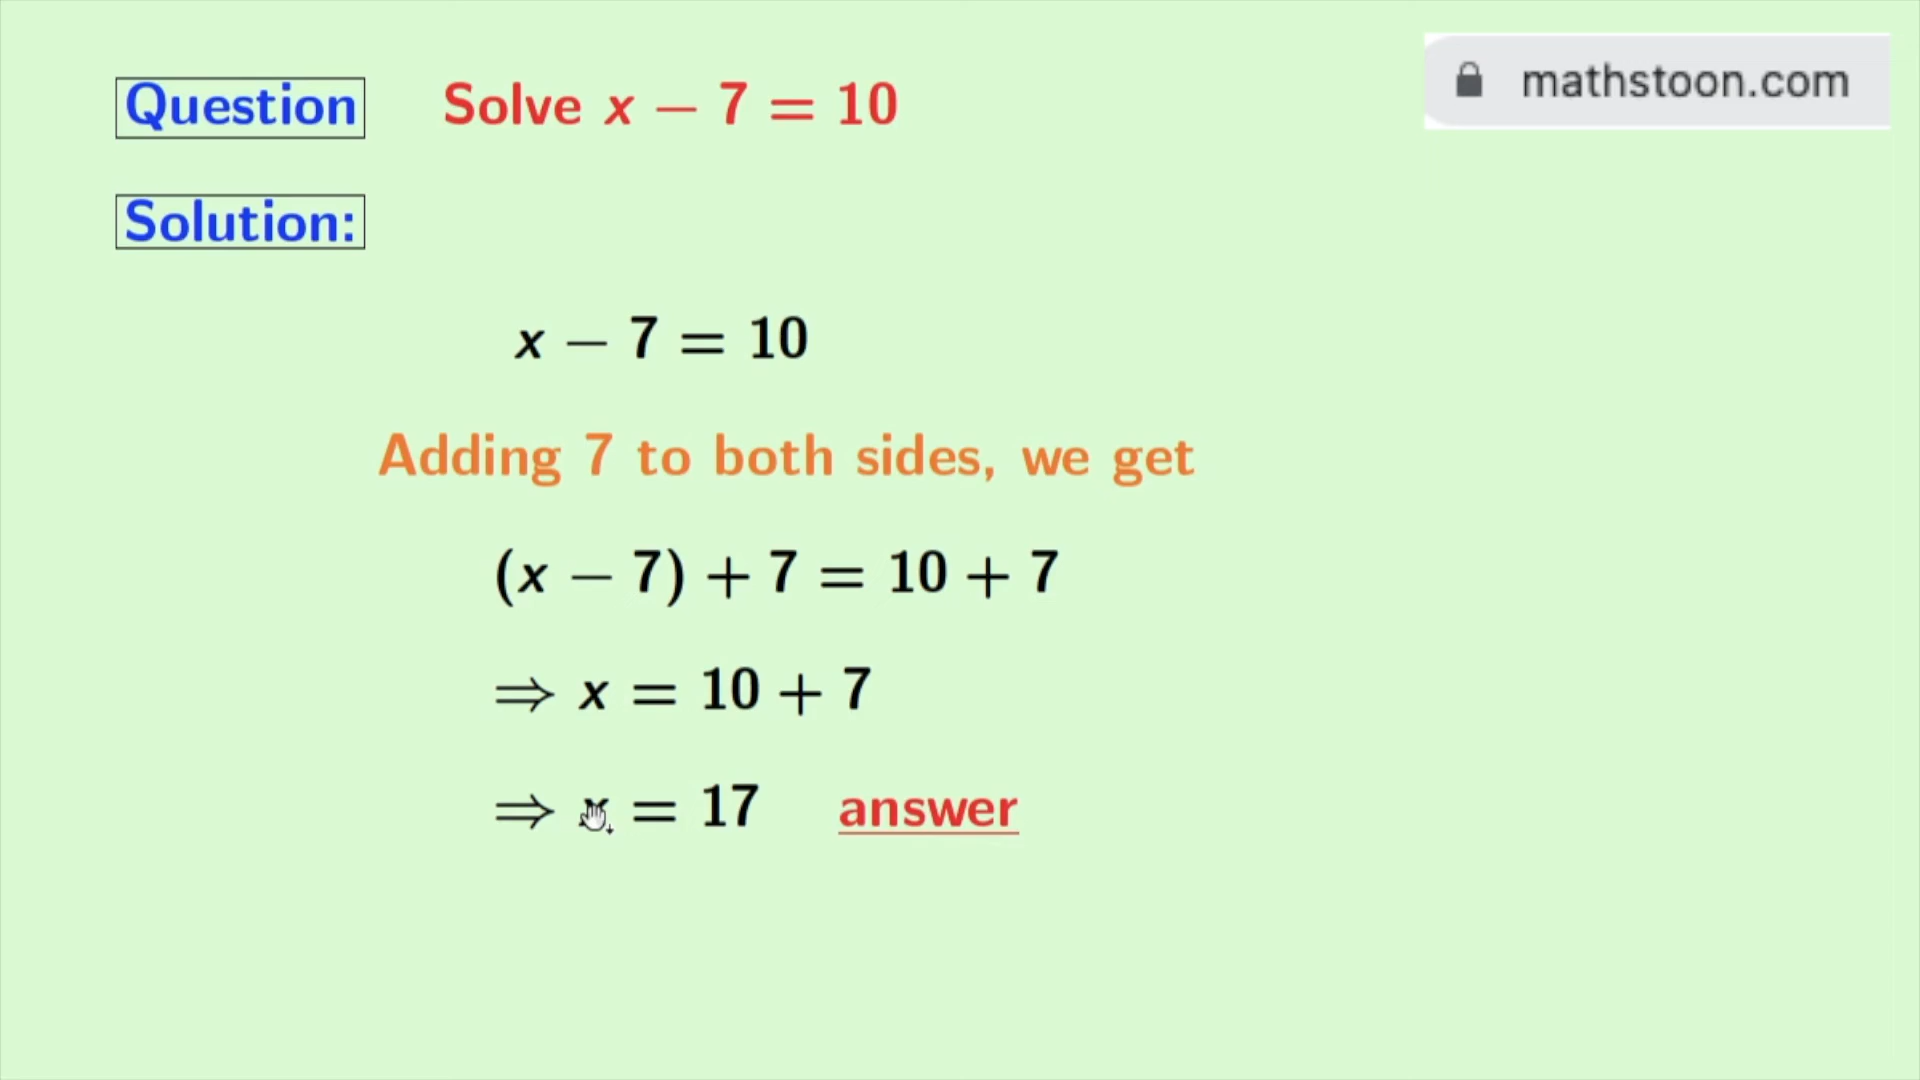 Question Solve x − 7 = 10
mathstoon.com
Solution:
x − 7 = 10
Adding 7 to both sides, we get
(x − 7) + 7 = 10 + 7
⇒ x = 10 + 7
⇒ x = 17 answer